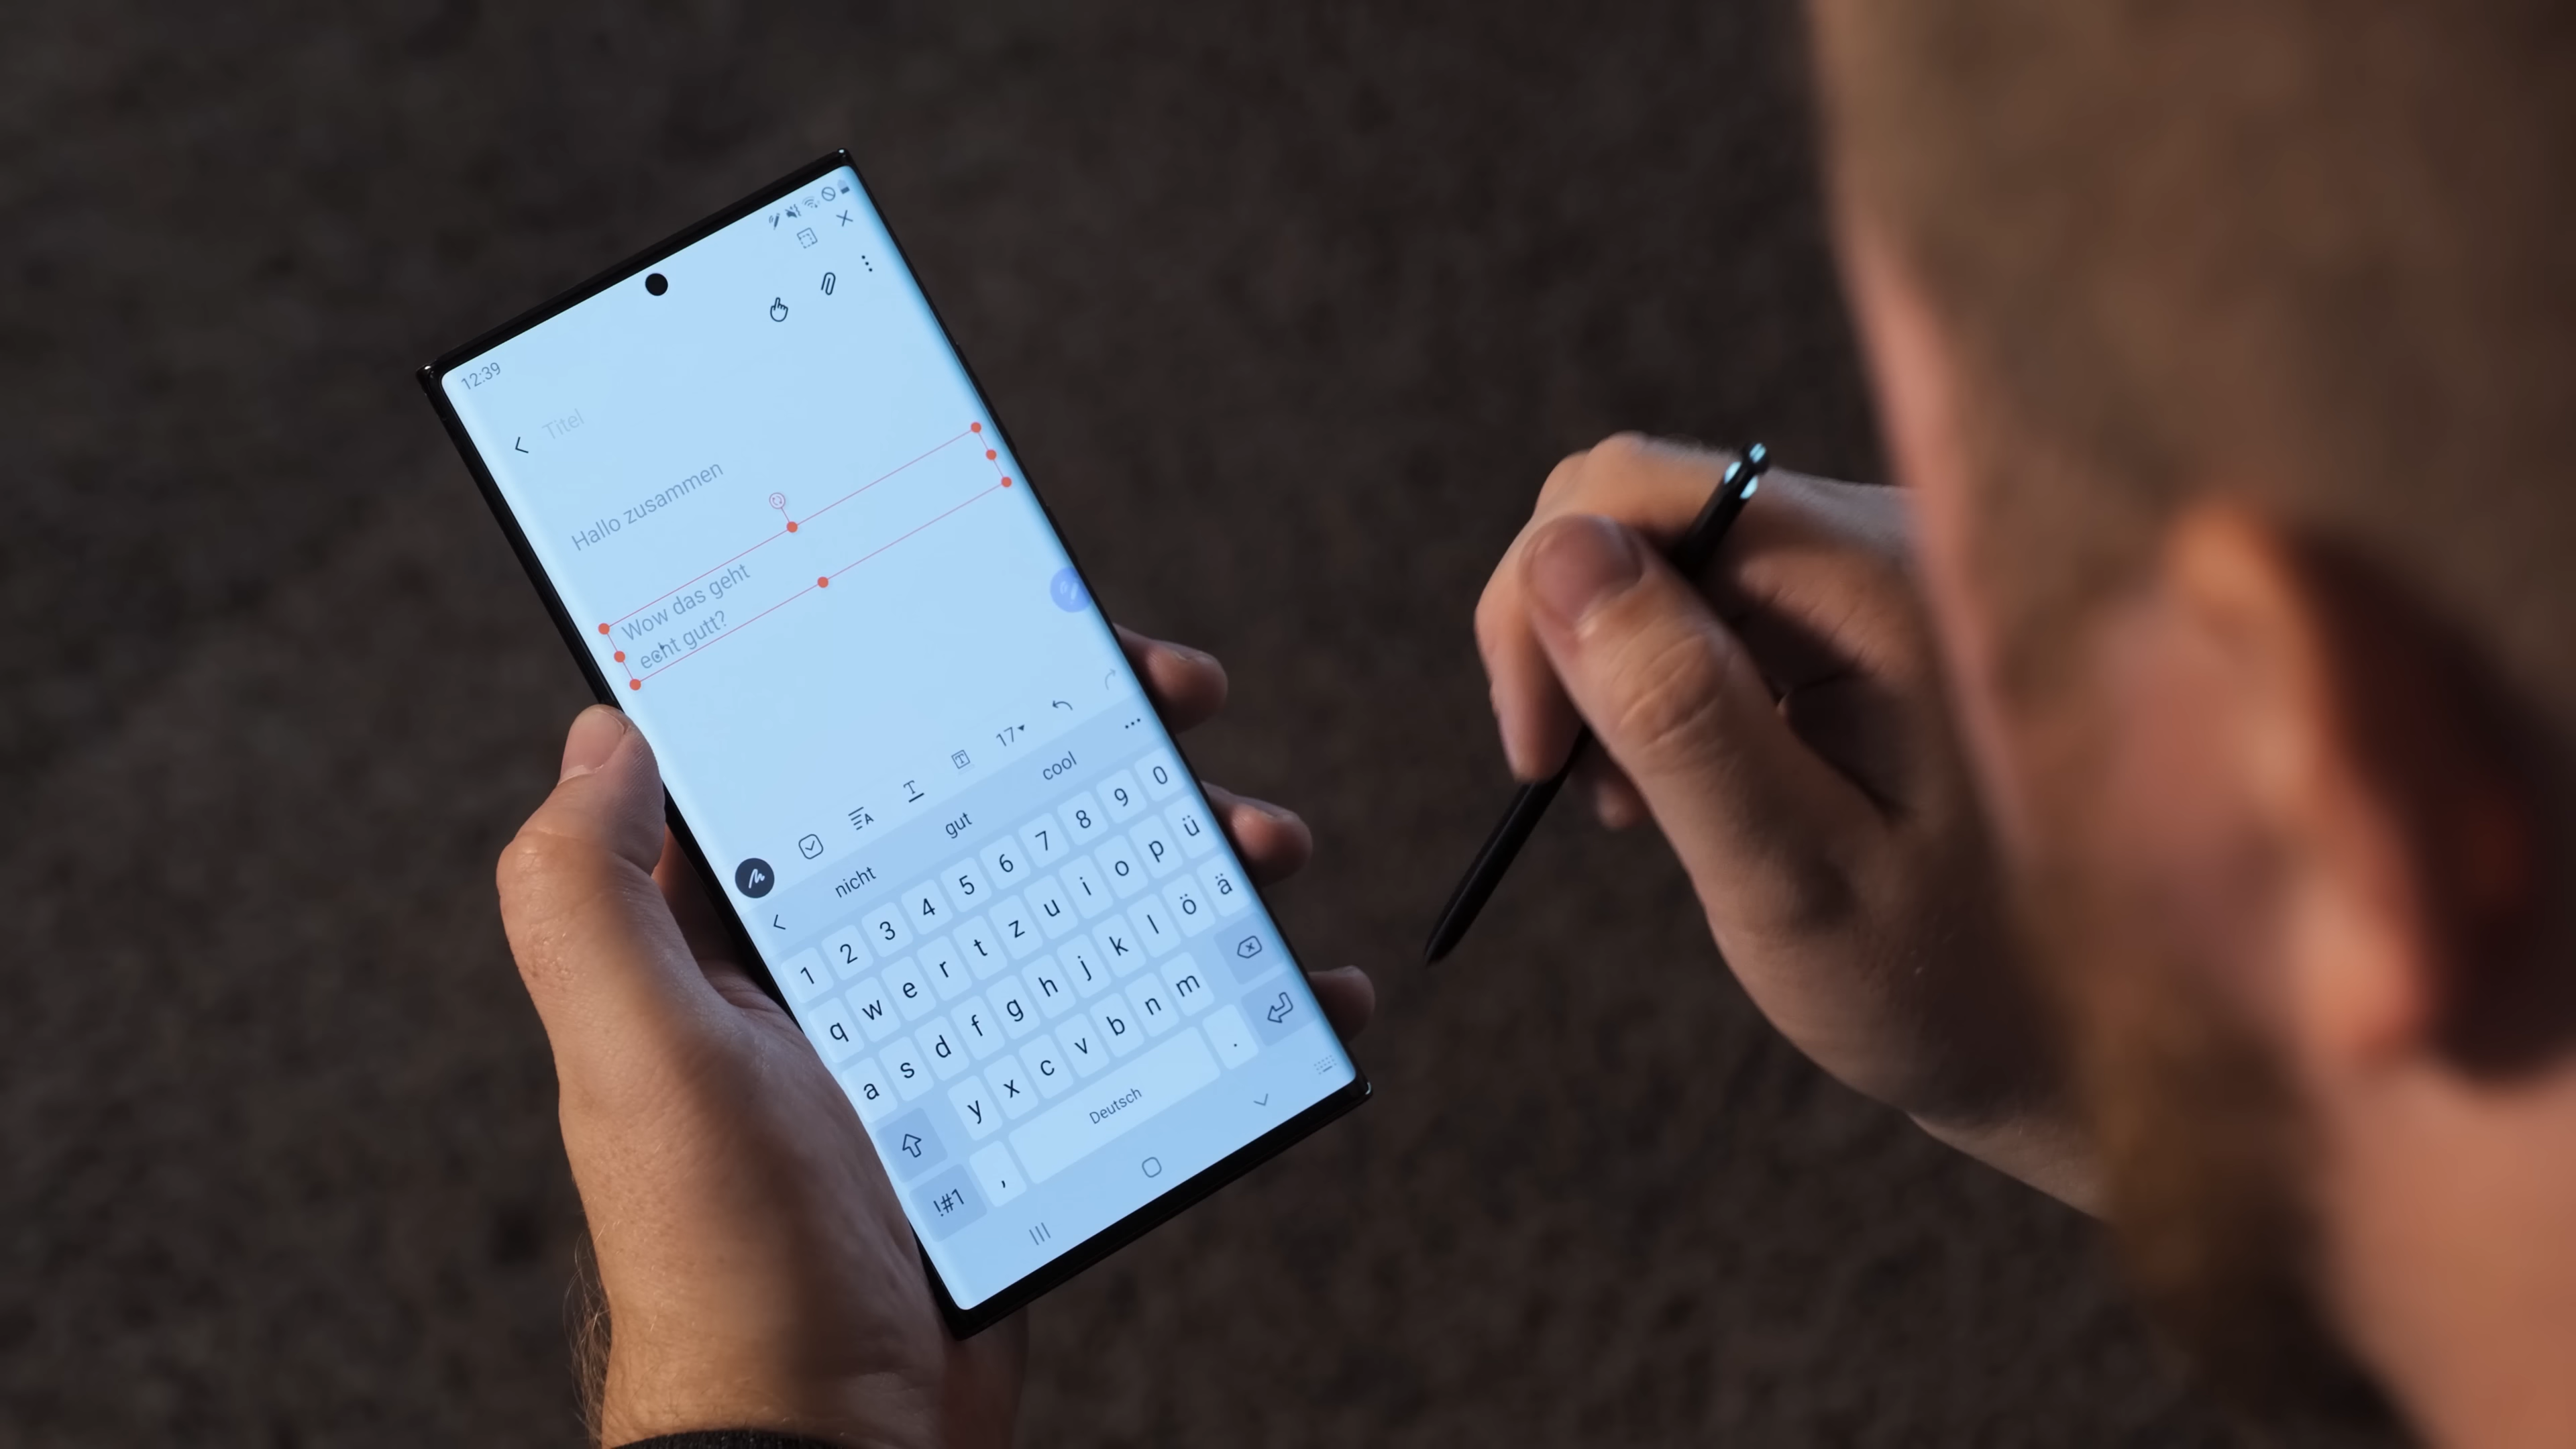 12:39
Titel
Hallo zusammen
Wow das geht
echt gutt?
17
nicht gut cool
1 2 3 4 5 6 7 8 9 0
q w e r t z u i o p ü
a s d f g h j k l ö ä
y x c v b n m
!#1 , Deutsch .